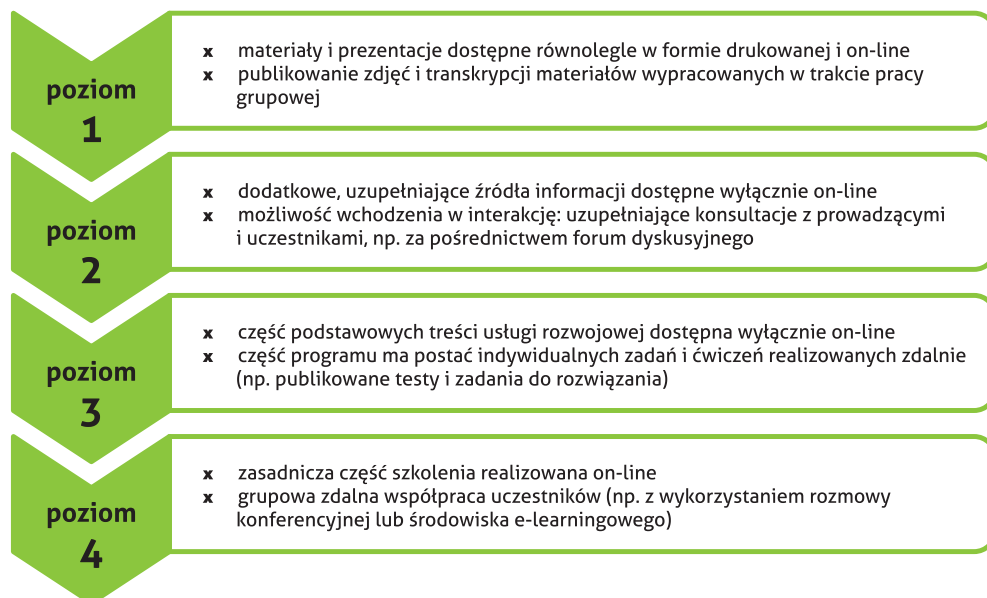 poziom
1
x materiały i prezentacje dostępne równolegle w formie drukowanej i on-line
x publikowanie zdjęć i transkrypcji materiałów wypracowanych w trakcie pracy
grupowej
poziom
2
x dodatkowe, uzupełniające źródła informacji dostępne wyłącznie on-line
x możliwość wchodzenia w interakcję: uzupełniające konsultacje z prowadzącymi
i uczestnikami, np. za pośrednictwem forum dyskusyjnego
poziom
3
x część podstawowych treści usługi rozwojowej dostępna wyłącznie on-line
x część programu ma postać indywidualnych zadań i ćwiczeń realizowanych zdalnie
(np. publikowane testy i zadania do rozwiązania)
poziom
4
x zasadnicza część szkolenia realizowana on-line
x grupowa zdalna współpraca uczestników (np. z wykorzystaniem rozmowy
konferencyjnej lub środowiska e-learningowego)